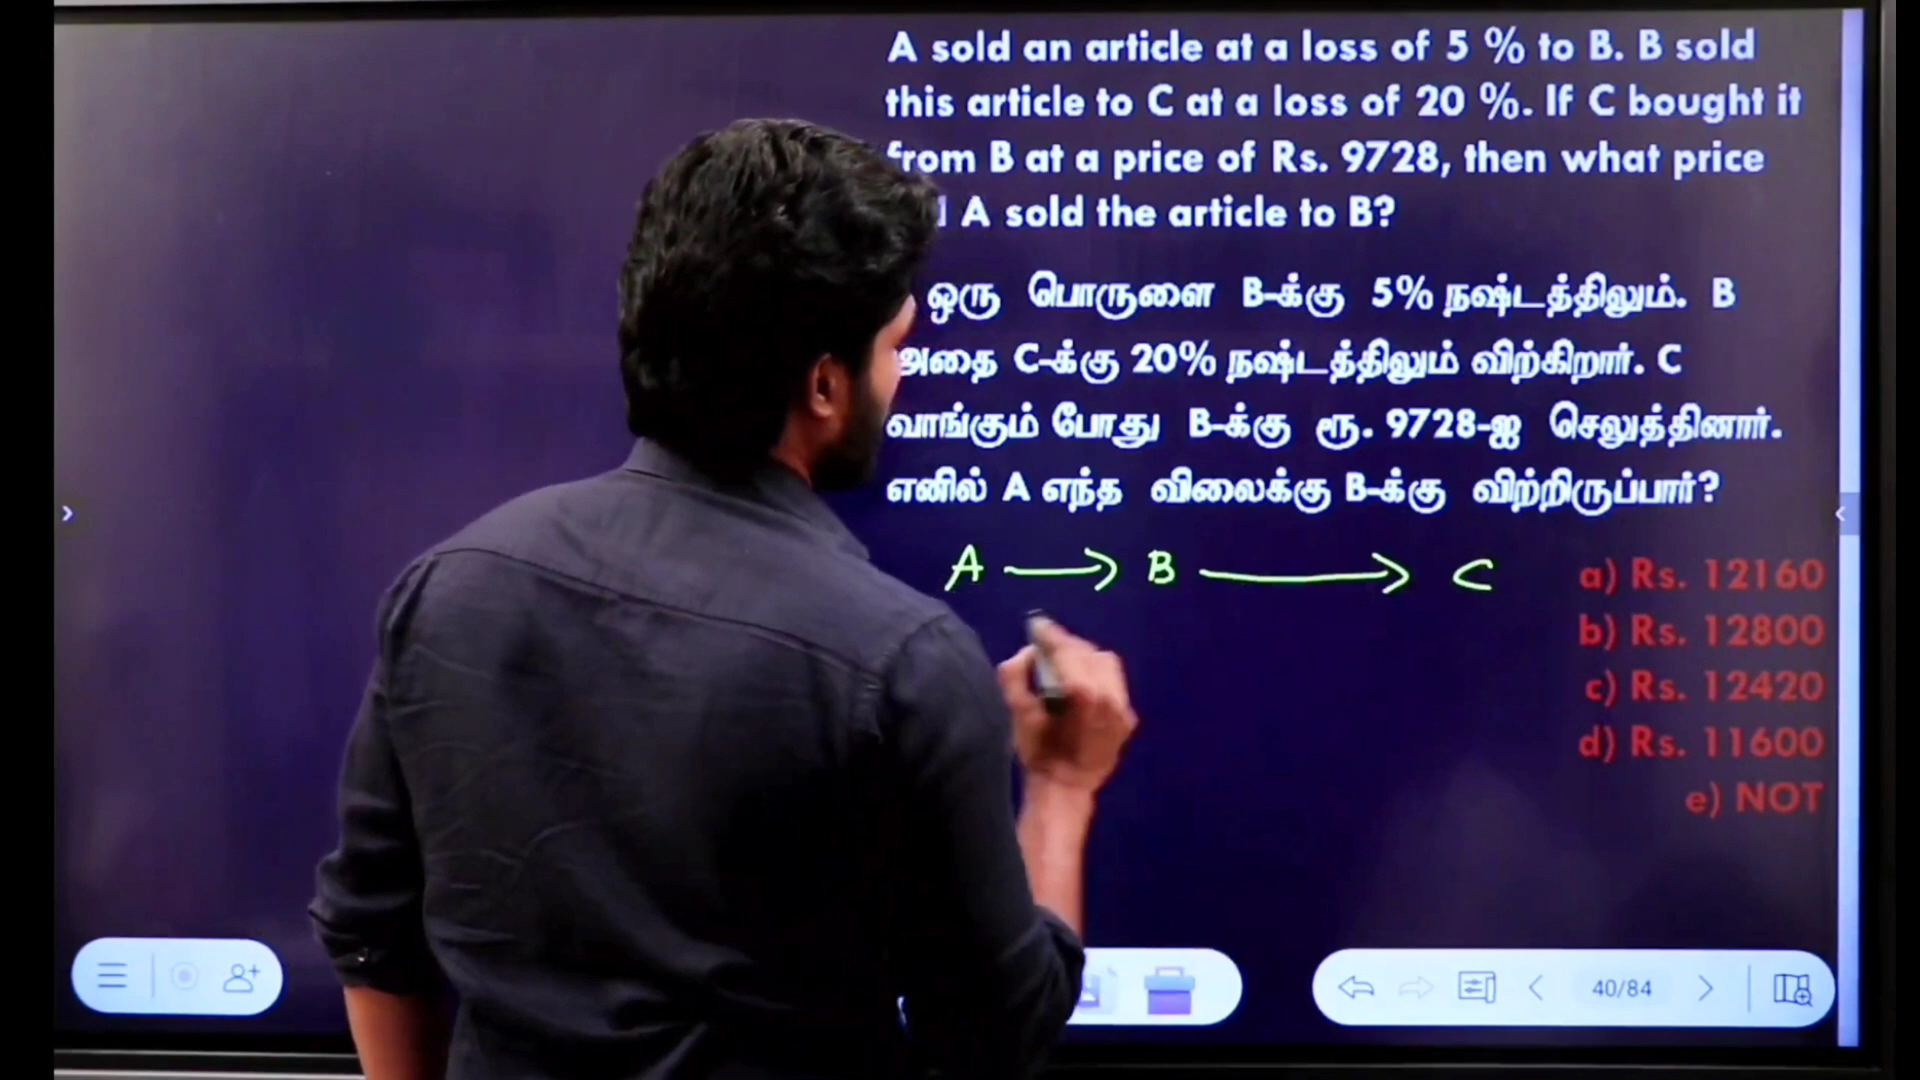 A sold an article at a loss of 5 % to B. B sold
this article to C at a loss of 20 %. If C bought it
from B at a price of Rs. 9728, then what price
A sold the article to B?
ஒரு பொருளை B-க்கு 5% நஷ்டத்திலும். B
அதை C-க்கு 20% நஷ்டத்திலும் விற்கிறார். C
வாங்கும் போது B-க்கு ரூ. 9728-ஐ செலுத்தினார்.
எனில் A எந்த விலைக்கு B-க்கு விற்றிருப்பார்?
A → B → C
a) Rs. 12160
b) Rs. 12800
c) Rs. 12420
d) Rs. 11600
e) NOT
40/84